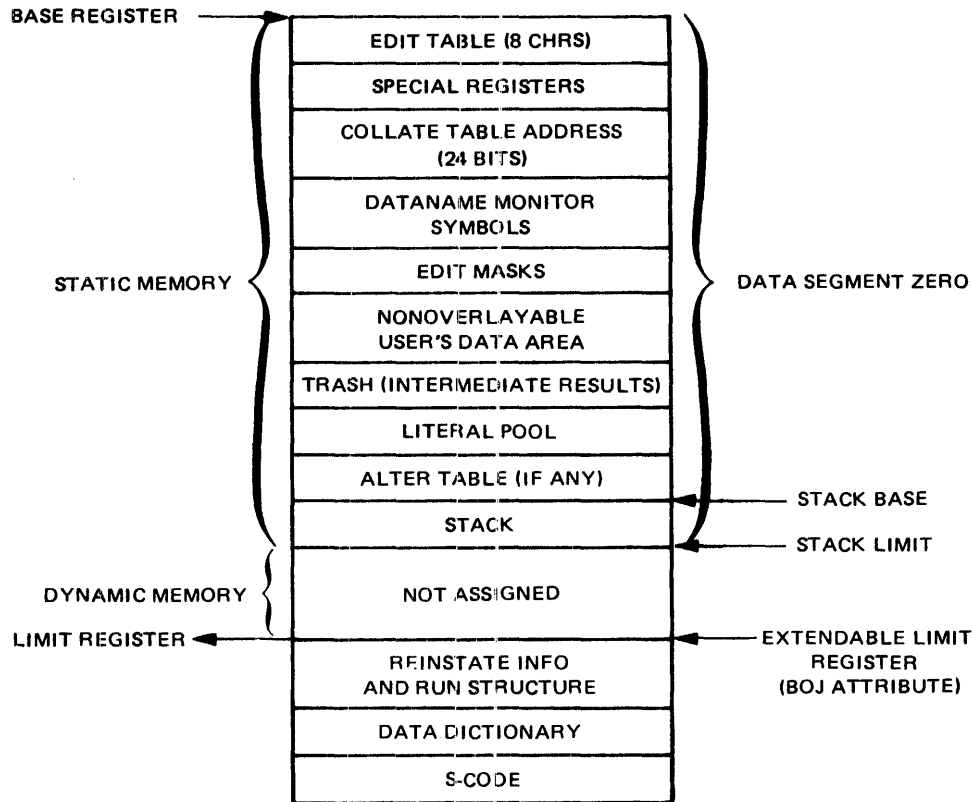 BASE REGISTER
EDIT TABLE (8 CHRS)
SPECIAL REGISTERS
COLLATE TABLE ADDRESS
(24 BITS)
DATANAME MONITOR
SYMBOLS
EDIT MASKS
STATIC MEMORY
DATA SEGMENT ZERO
NONOVERLAYABLE
USER'S DATA AREA
TRASH (INTERMEDIATE RESULTS)
LITERAL POOL
ALTER TABLE (IF ANY)
STACK BASE
STACK
STACK LIMIT
DYNAMIC MEMORY
NOT ASSIGNED
LIMIT REGISTER
EXTENDABLE LIMIT
REGISTER
(BOJ ATTRIBUTE)
REINSTATE INFO
AND RUN STRUCTURE
DATA DICTIONARY
S-CODE